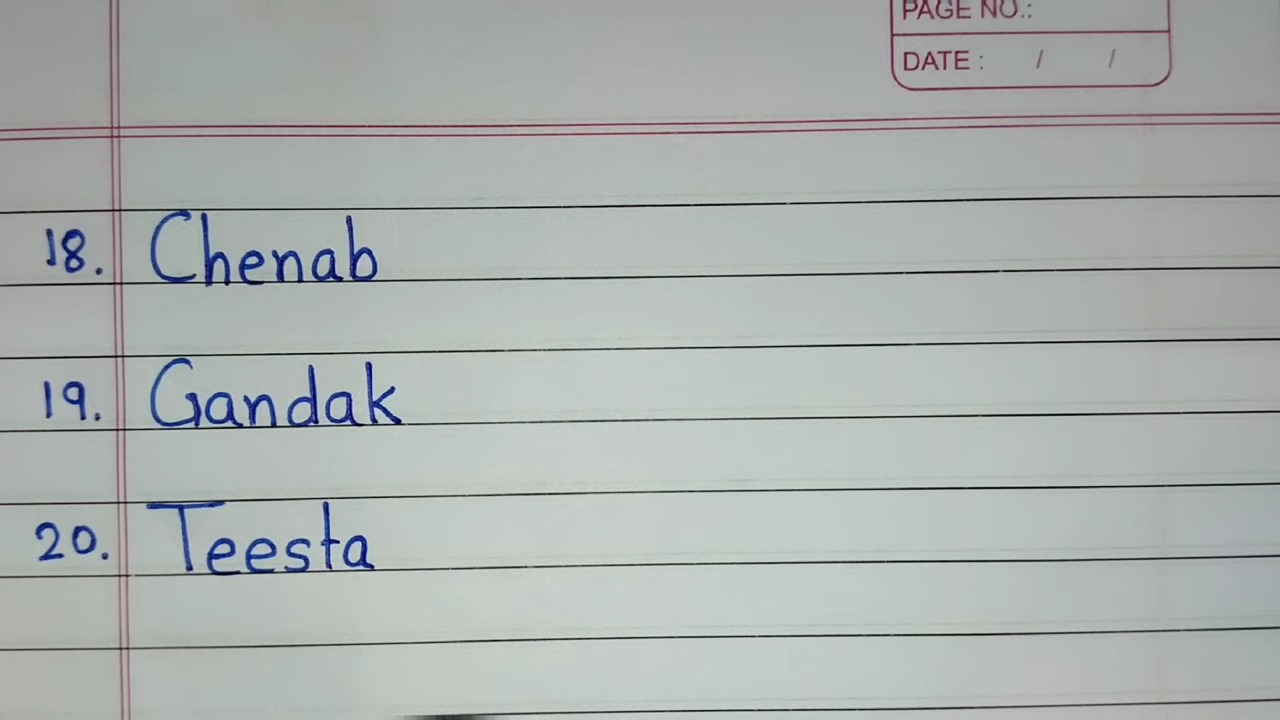 PAGE NO.:
DATE : / /
18. Chenab
19. Gandak
20. Teesta